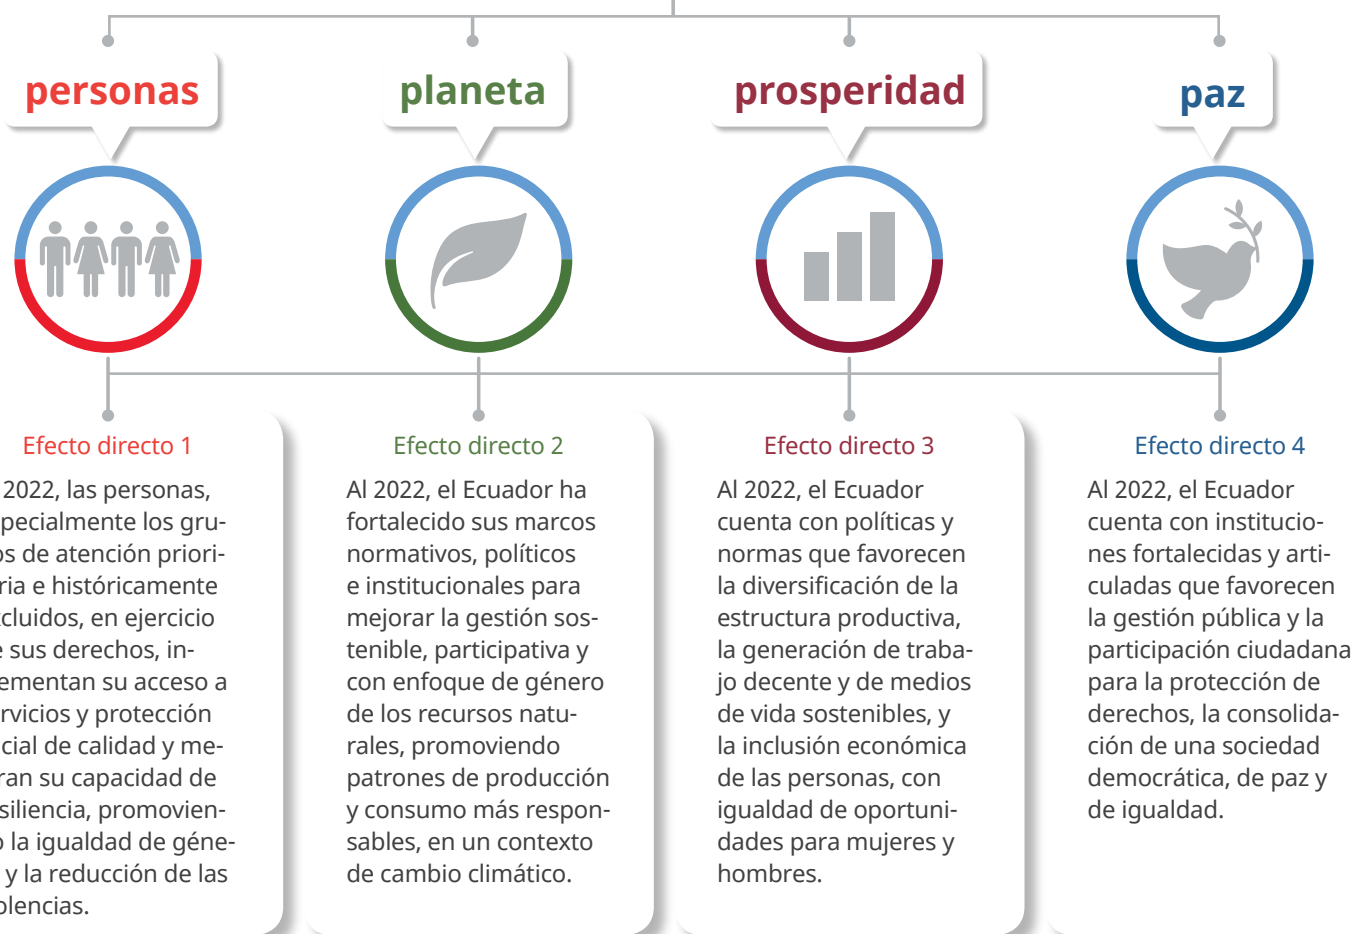 personas
planeta
prosperidad
paz
Efecto directo 1
2022, las personas,
pecialmente los gru-
os de atención priori-
ria e históricamente
cluidos, en ejercicio
e sus derechos, in-
ementan su acceso a
rvicios y protección
cial de calidad y me-
ran su capacidad de
siliencia, promovien-
o la igualdad de géne-
y la reducción de las
olencias.
Efecto directo 2
Al 2022, el Ecuador ha
fortalecido sus marcos
normativos, políticos
e institucionales para
mejorar la gestión sos-
tenible, participativa y
con enfoque de género
de los recursos natu-
rales, promoviendo
patrones de producción
y consumo más respon-
sables, en un contexto
de cambio climático.
Efecto directo 3
Al 2022, el Ecuador
cuenta con políticas y
normas que favorecen
la diversificación de la
estructura productiva,
la generación de traba-
jo decente y de medios
de vida sostenibles, y
la inclusión económica
de las personas, con
igualdad de oportuni-
dades para mujeres y
hombres.
Efecto directo 4
Al 2022, el Ecuador
cuenta con institucio-
nes fortalecidas y arti-
culadas que favorecen
la gestión pública y la
participación ciudadana
para la protección de
derechos, la consolida-
ción de una sociedad
democrática, de paz y
de igualdad.